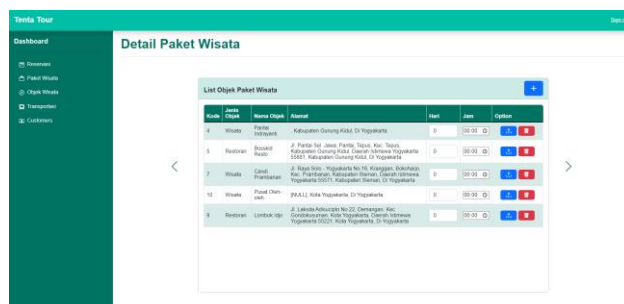 Tenta Tour
Dashboard
Reservasi
Paket Wisata
Objek Wisata
Transportasi
Customers
Detail Paket Wisata
List Objek Paket Wisata
+
Kode Jenis Objek Nama Objek Alamat Hari Jam Option
4 Wisata Pantai Indrayanti , Kabupaten Gunung Kidul, Di Yogyakarta 0 00:00
5 Restoran Resto Jl. Pantai Sel. Jawa, Pantai, Tepus, Kec. Tepus,
Kabupaten Gunung Kidul, Daerah Istimewa Yogyakarta
55881, Kabupaten Gunung Kidul, Di Yogyakarta 0 00:00
7 Wisata Candi Prambanan Jl. Raya Solo - Yogyakarta No.16, Kranggan, Bokoharjo,
Kec. Prambanan, Kabupaten Sleman, Daerah Istimewa
Yogyakarta 55571, Kabupaten Sleman, Di Yogyakarta 0 00:00
10 Wisata Pusat Oleh-oleh [NULL], Kota Yogyakarta, Di Yogyakarta 0 00:00
9 Restoran Lombok Idjo Jl. Laksda Adisucipto No.22, Demangan, Kec.
Gondokusuman, Kota Yogyakarta, Daerah Istimewa
Yogyakarta 55221, Kota Yogyakarta, Di Yogyakarta 0 00:00